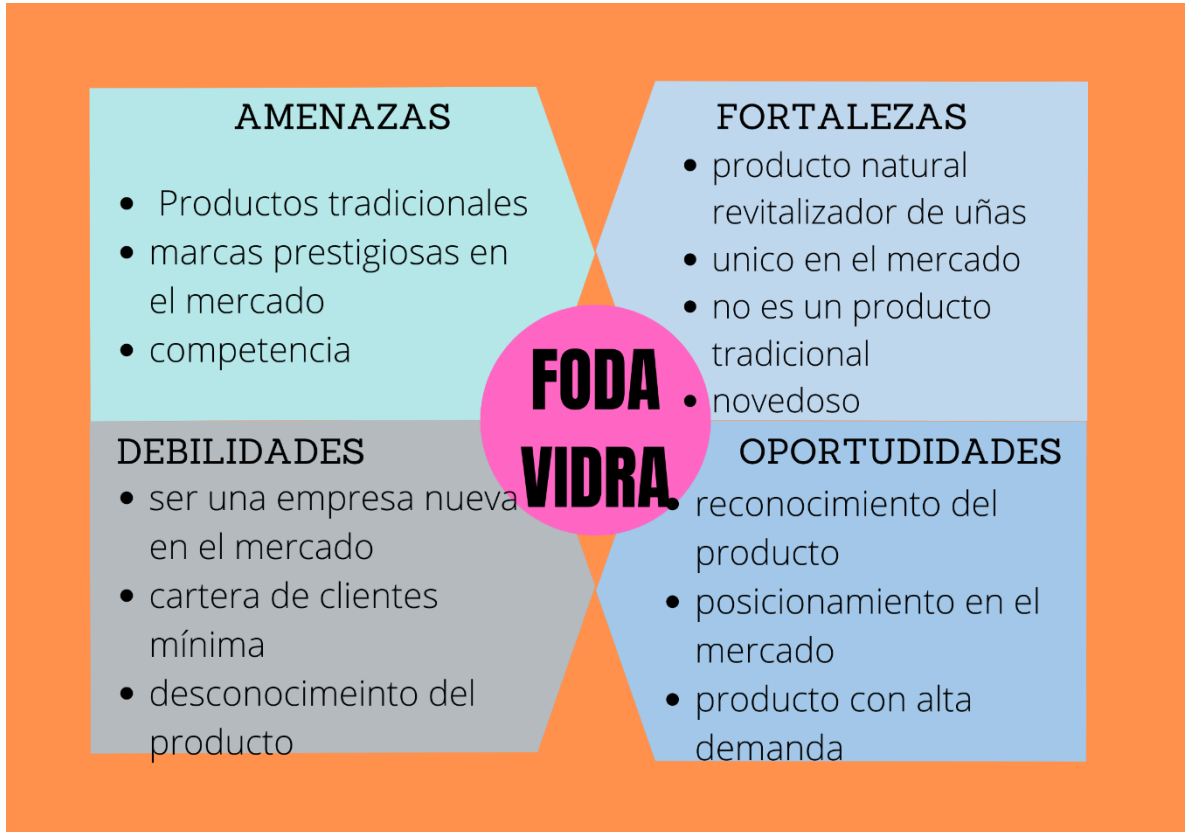 AMENAZAS
Productos tradicionales
marcas prestigiosas en
el mercado
competencia
FORTALEZAS
producto natural
revitalizador de uñas
unico en el mercado
no es un producto
tradicional
novedoso
FODA
VIDRA
DEBILIDADES
ser una empresa nueva
en el mercado
cartera de clientes
mínima
desconocimeinto del
producto
OPORTUDIDADES
reconocimiento del
producto
posicionamiento en el
mercado
producto con alta
demanda